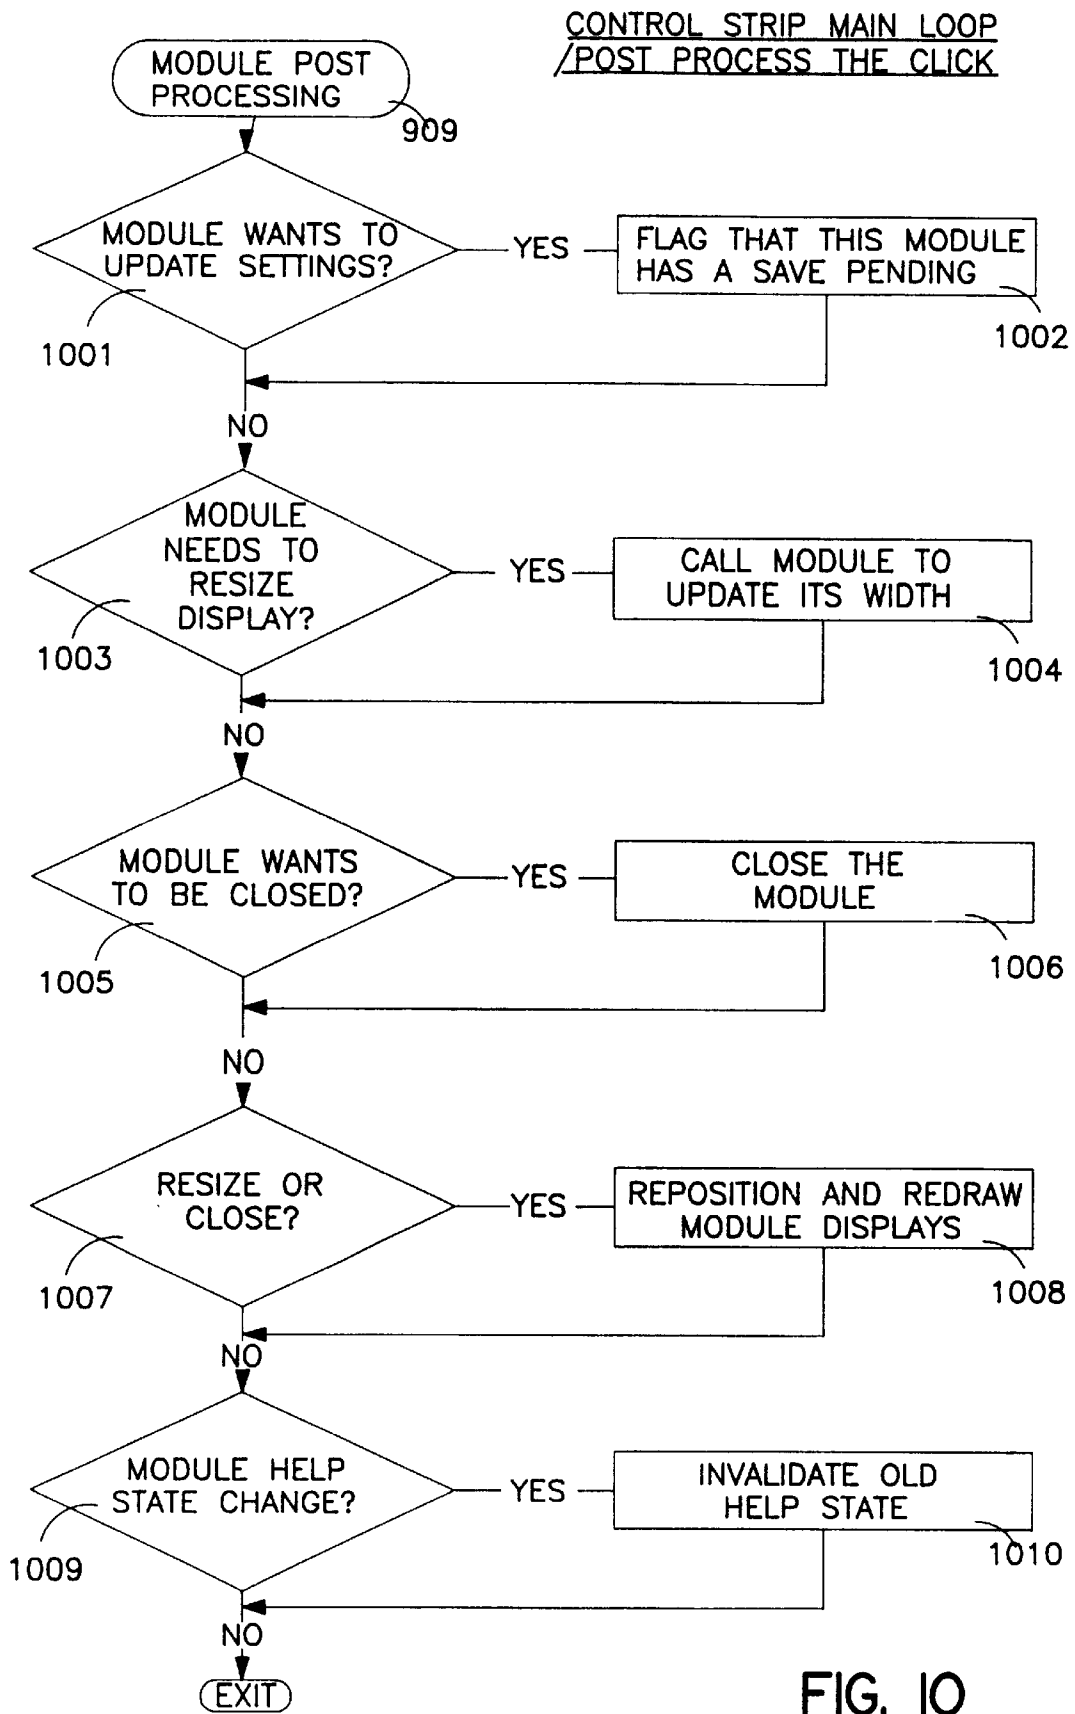 CONTROL STRIP MAIN LOOP
/POST PROCESS THE CLICK
MODULE POST
PROCESSING
909
MODULE WANTS TO
UPDATE SETTINGS?
1001
YES
FLAG THAT THIS MODULE
HAS A SAVE PENDING
1002
NO
MODULE
NEEDS TO
RESIZE
DISPLAY?
1003
YES
CALL MODULE TO
UPDATE ITS WIDTH
1004
NO
MODULE WANTS
TO BE CLOSED?
1005
YES
CLOSE THE
MODULE
1006
NO
RESIZE OR
CLOSE?
1007
YES
REPOSITION AND REDRAW
MODULE DISPLAYS
1008
NO
MODULE HELP
STATE CHANGE?
1009
YES
INVALIDATE OLD
HELP STATE
1010
NO
EXIT
FIG. 10